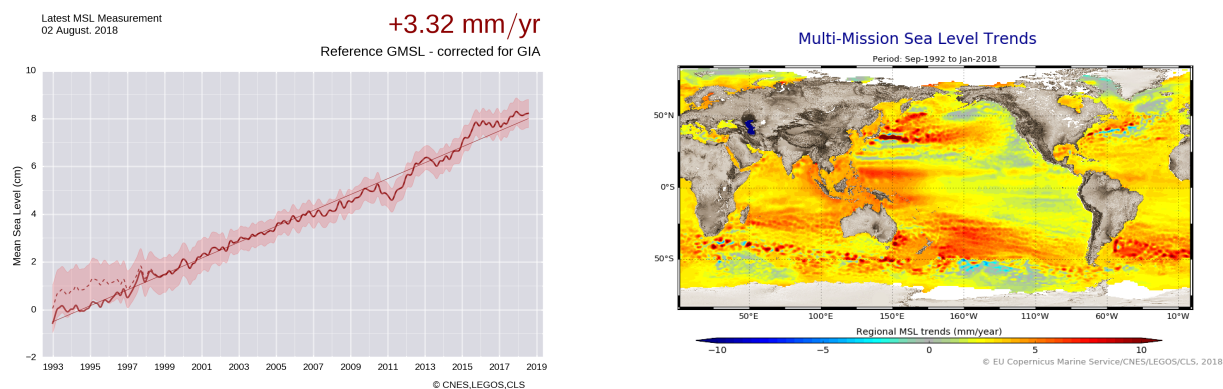 Latest MSL Measurement
02 August. 2018
+3.32 mm/yr
Reference GMSL - corrected for GIA
Mean Sea Level (cm)
10
8
6
4
2
0
−2
1993 1995 1997 1999 2001 2003 2005 2007 2009 2011 2013 2015 2017 2019
© CNES,LEGOS,CLS
Multi-Mission Sea Level Trends
Period: Sep-1992 to Jan-2018
50°N
0°S
50°S
50°E 100°E 150°E 160°W 110°W 60°W 10°W
Regional MSL trends (mm/year)
−10 −5 0 5 10
© EU Copernicus Marine Service/CNES/LEGOS/CLS, 2018